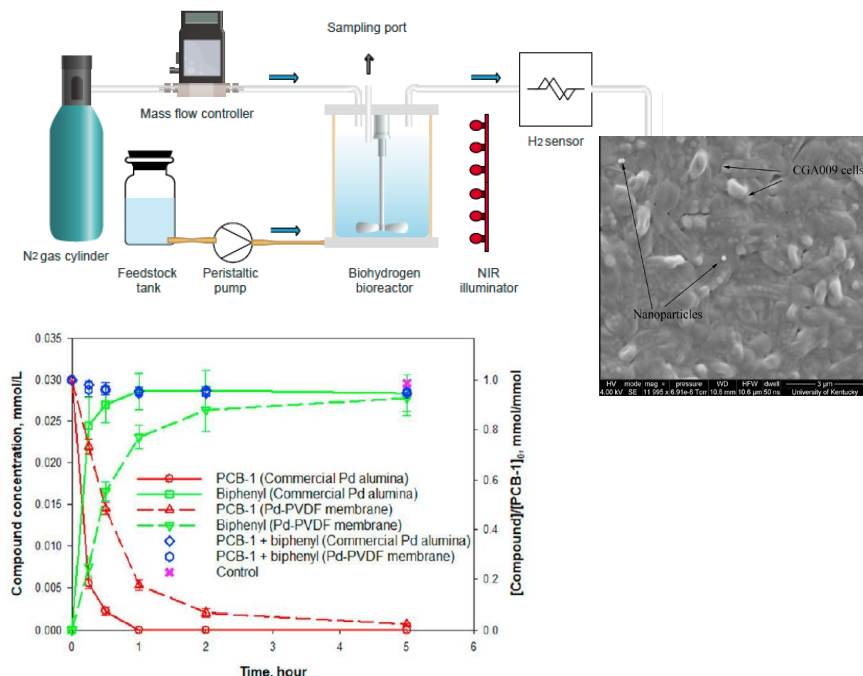 Sampling port
Mass flow controller
H2 sensor
N2 gas cylinder
Feedstock
tank
Peristaltic
pump
Biohydrogen
bioreactor
NIR
illuminator
CGA009 cells
Nanoparticles
HV mode mag ¤ pressure WD HFW dwell
4.00 kV SE 11 995 x 6.91e-6 Torr 10.6 mm 10.6 µm 50 ns
3 µm
University of Kentucky
Compound concentration, mmol/L
0.035
0.030
0.025
0.020
0.015
0.010
0.005
0.000
PCB-1 (Commercial Pd alumina)
Biphenyl (Commercial Pd alumina)
PCB-1 (Pd-PVDF membrane)
Biphenyl (Pd-PVDF membrane)
PCB-1 + biphenyl (Commercial Pd alumina)
PCB-1 + biphenyl (Pd-PVDF membrane)
Control
1.0
0.8
0.6
0.4
0.2
0.0
[Compound]/[PCB-1]0, mmol/mmol
0 1 2 3 4 5 6
Time, hour